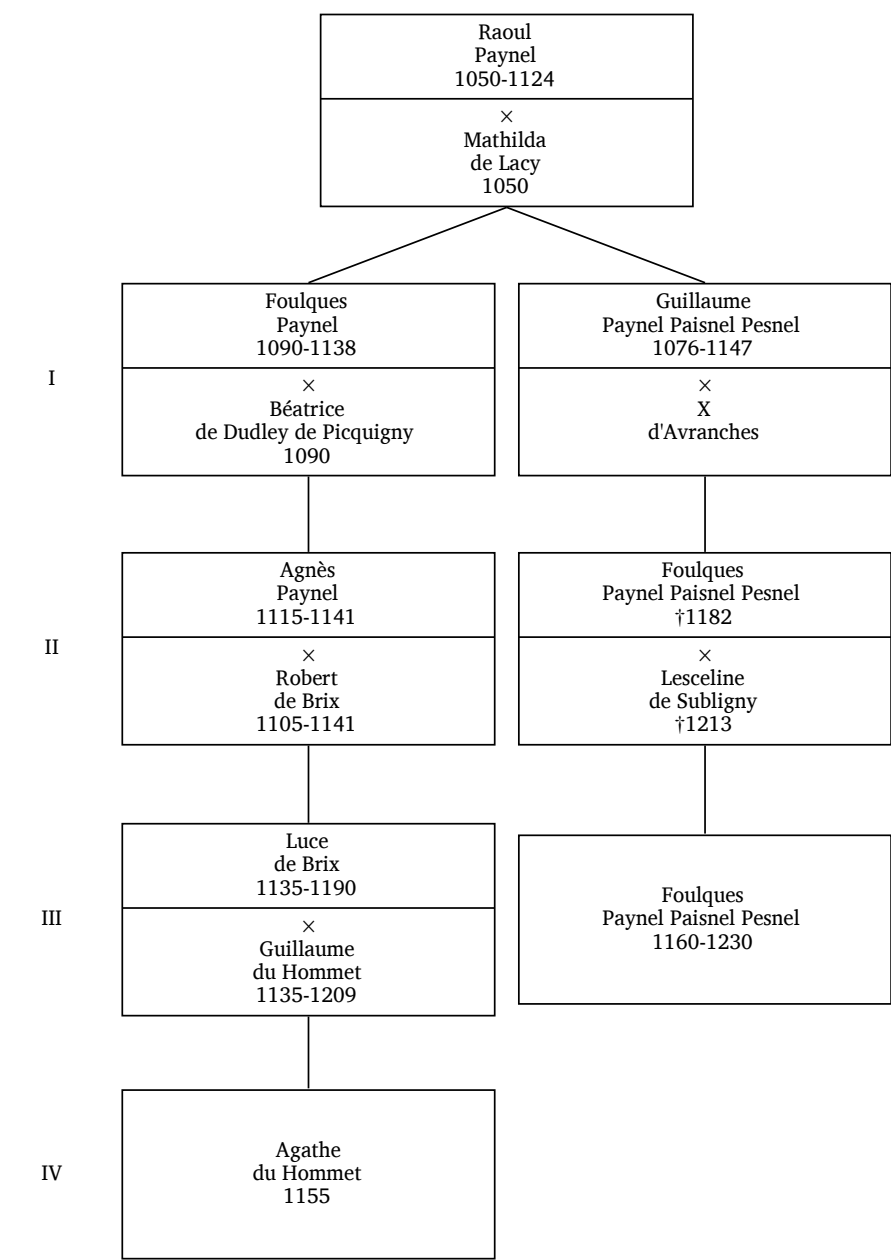 Raoul
Paynel
1050-1124
×
Mathilda
de Lacy
1050
I
Foulques
Paynel
1090-1138
×
Béatrice
de Dudley de Picquigny
1090
Guillaume
Paynel Paisnel Pesnel
1076-1147
×
X
d'Avranches
II
Agnès
Paynel
1115-1141
×
Robert
de Brix
1105-1141
Foulques
Paynel Paisnel Pesnel
†1182
×
Lesceline
de Subligny
†1213
III
Luce
de Brix
1135-1190
×
Guillaume
du Hommet
1135-1209
Foulques
Paynel Paisnel Pesnel
1160-1230
IV
Agathe
du Hommet
1155